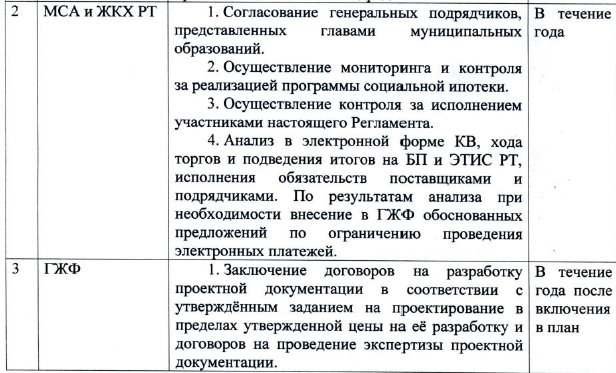 2
МСА и ЖКХ РТ
1. Согласование генеральных подрядчиков,
представленных главами муниципальных
образований.
2. Осуществление мониторинга и контроля
за реализацией программы социальной ипотеки.
3. Осуществление контроля за исполнением
участниками настоящего Регламента.
4. Анализ в электронной форме КВ, хода
торгов и подведения итогов на БП и ЭТИС РТ,
исполнения обязательств поставщиками и
подрядчиками. По результатам анализа при
необходимости внесение в ГЖФ обоснованных
предложений по ограничению проведения
электронных платежей.
В течение
года
3
ГЖФ
1. Заключение договоров на разработку
проектной документации в соответствии с
утверждённым заданием на проектирование в
пределах утвержденной цены на её разработку и
договоров на проведение экспертизы проектной
документации.
В течение
года после
включения
в план